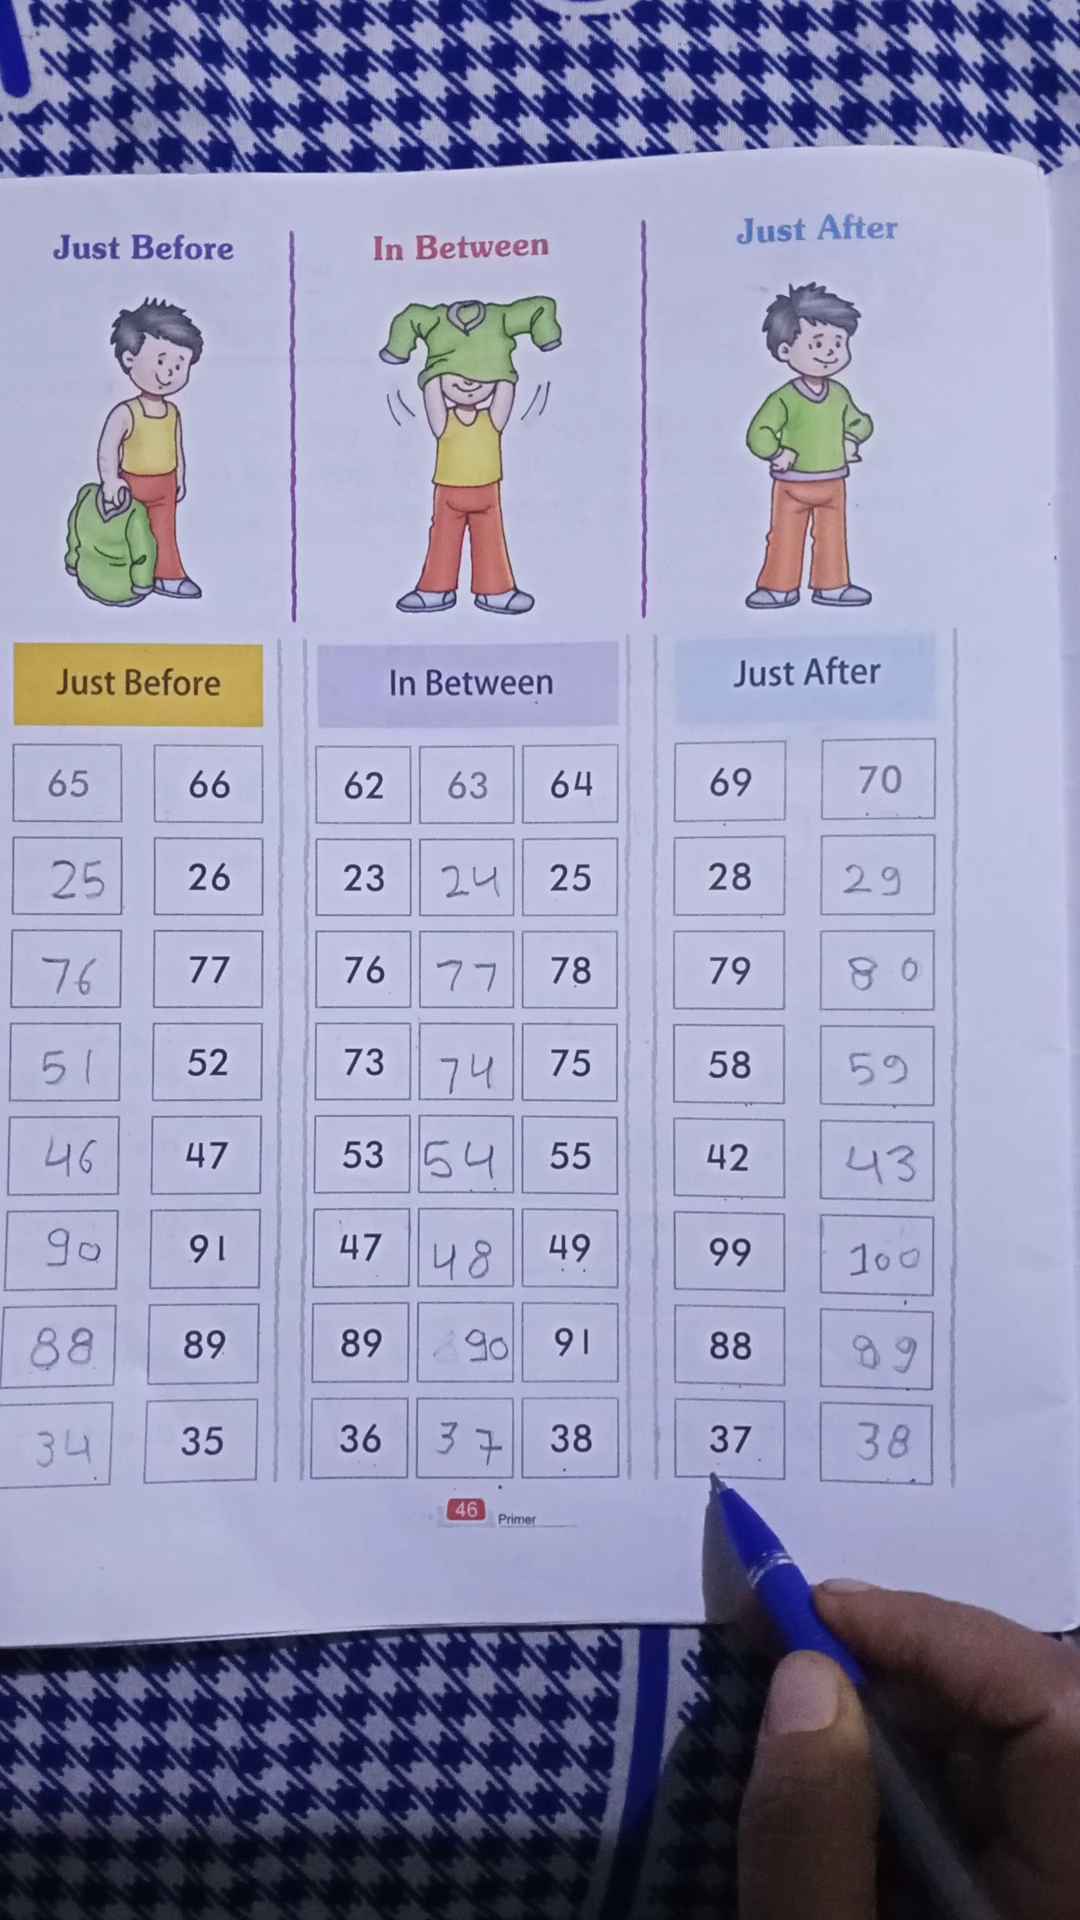 Just Before In Between Just After
Just Before In Between Just After
65 66 62 63 64 69 70
25 26 23 24 25 28 29
76 77 76 77 78 79 80
51 52 73 74 75 58 59
46 47 53 54 55 42 43
90 91 47 48 49 99 100
88 89 89 90 91 88 89
34 35 36 37 38 37 38
46 Primer